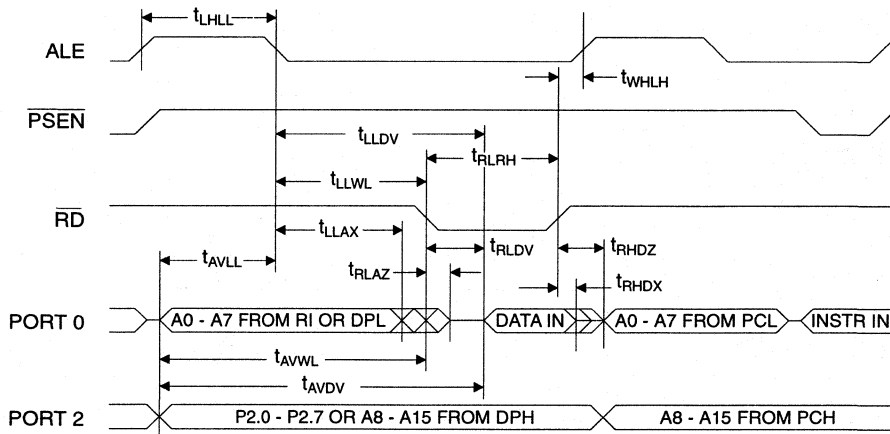 tLHLL
ALE
tWHLH
PSEN
tLLDV
tRLRH
tLLWL
RD
tLLAX
tRLDV
tRHDZ
tAVLL
tRLAZ
tRHDX
PORT 0
A0 - A7 FROM RI OR DPL
DATA IN
A0 - A7 FROM PCL
INSTR IN
tAVWL
tAVDV
PORT 2
P2.0 - P2.7 OR A8 - A15 FROM DPH
A8 - A15 FROM PCH